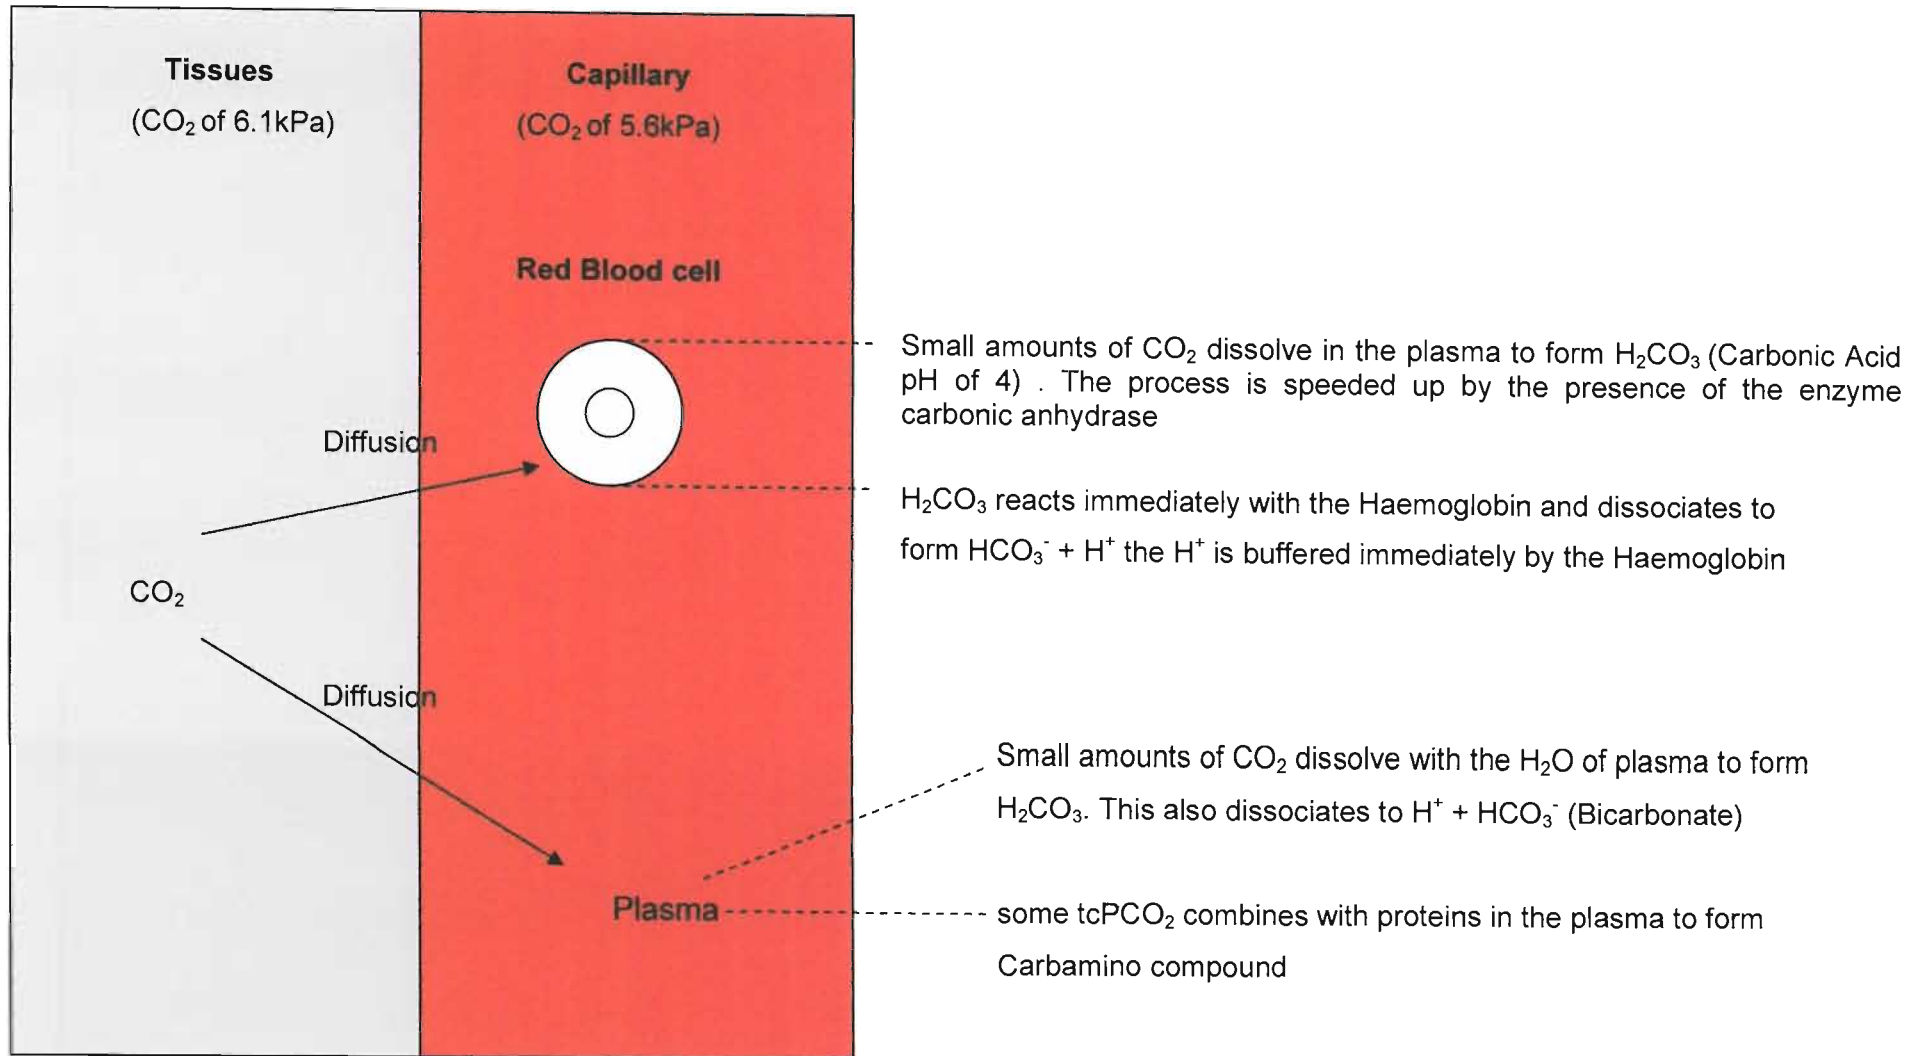 Tissues
(CO₂ of 6.1kPa)
Capillary
(CO₂ of 5.6kPa)
Red Blood cell
Small amounts of CO₂ dissolve in the plasma to form H₂CO₃ (Carbonic Acid
pH of 4) . The process is speeded up by the presence of the enzyme
carbonic anhydrase
Diffusion
H₂CO₃ reacts immediately with the Haemoglobin and dissociates to
form HCO₃⁻ + H⁺ the H⁺ is buffered immediately by the Haemoglobin
CO₂
Diffusion
Small amounts of CO₂ dissolve with the H₂O of plasma to form
H₂CO₃. This also dissociates to H⁺ + HCO₃⁻ (Bicarbonate)
Plasma
some tcPCO₂ combines with proteins in the plasma to form
Carbamino compound